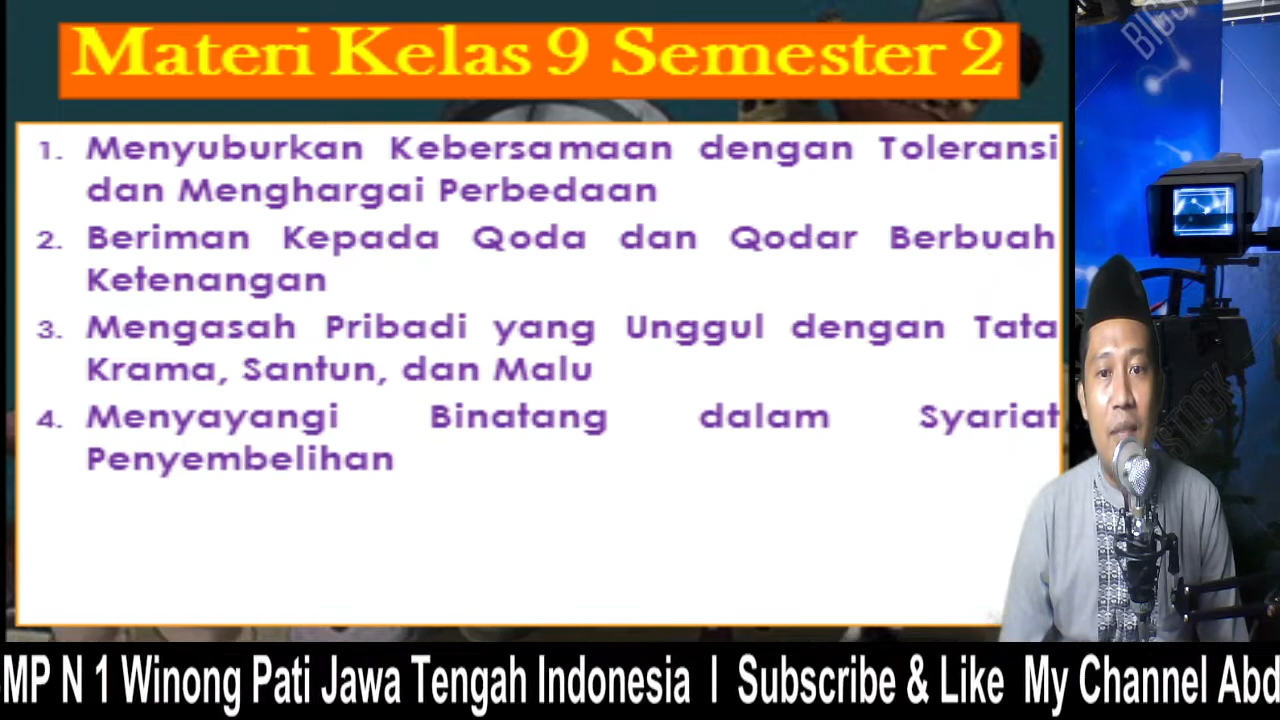 Materi Kelas 9 Semester 2
1. Menyuburkan Kebersamaan dengan Toleransi
dan Menghargai Perbedaan
2. Beriman Kepada Qoda dan Qodar Berbuah
Ketenangan
3. Mengasah Pribadi yang Unggul dengan Tata
Krama, Santun, dan Malu
4. Menyayangi Binatang dalam Syariat
Penyembelihan
STOCK
MP N 1 Winong Pati Jawa Tengah Indonesia I Subscribe & Like My Channel Abd